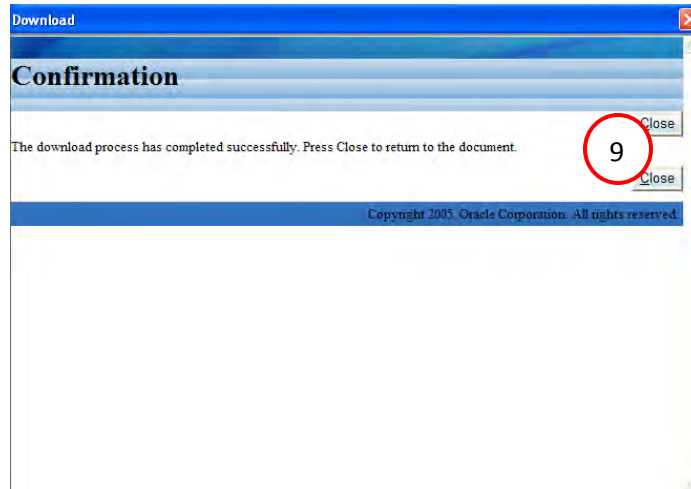 Download
Confirmation
Close
The download process has completed successfully. Press Close to return to the document.
9
Close
Copyright 2005, Oracle Corporation. All rights reserved.